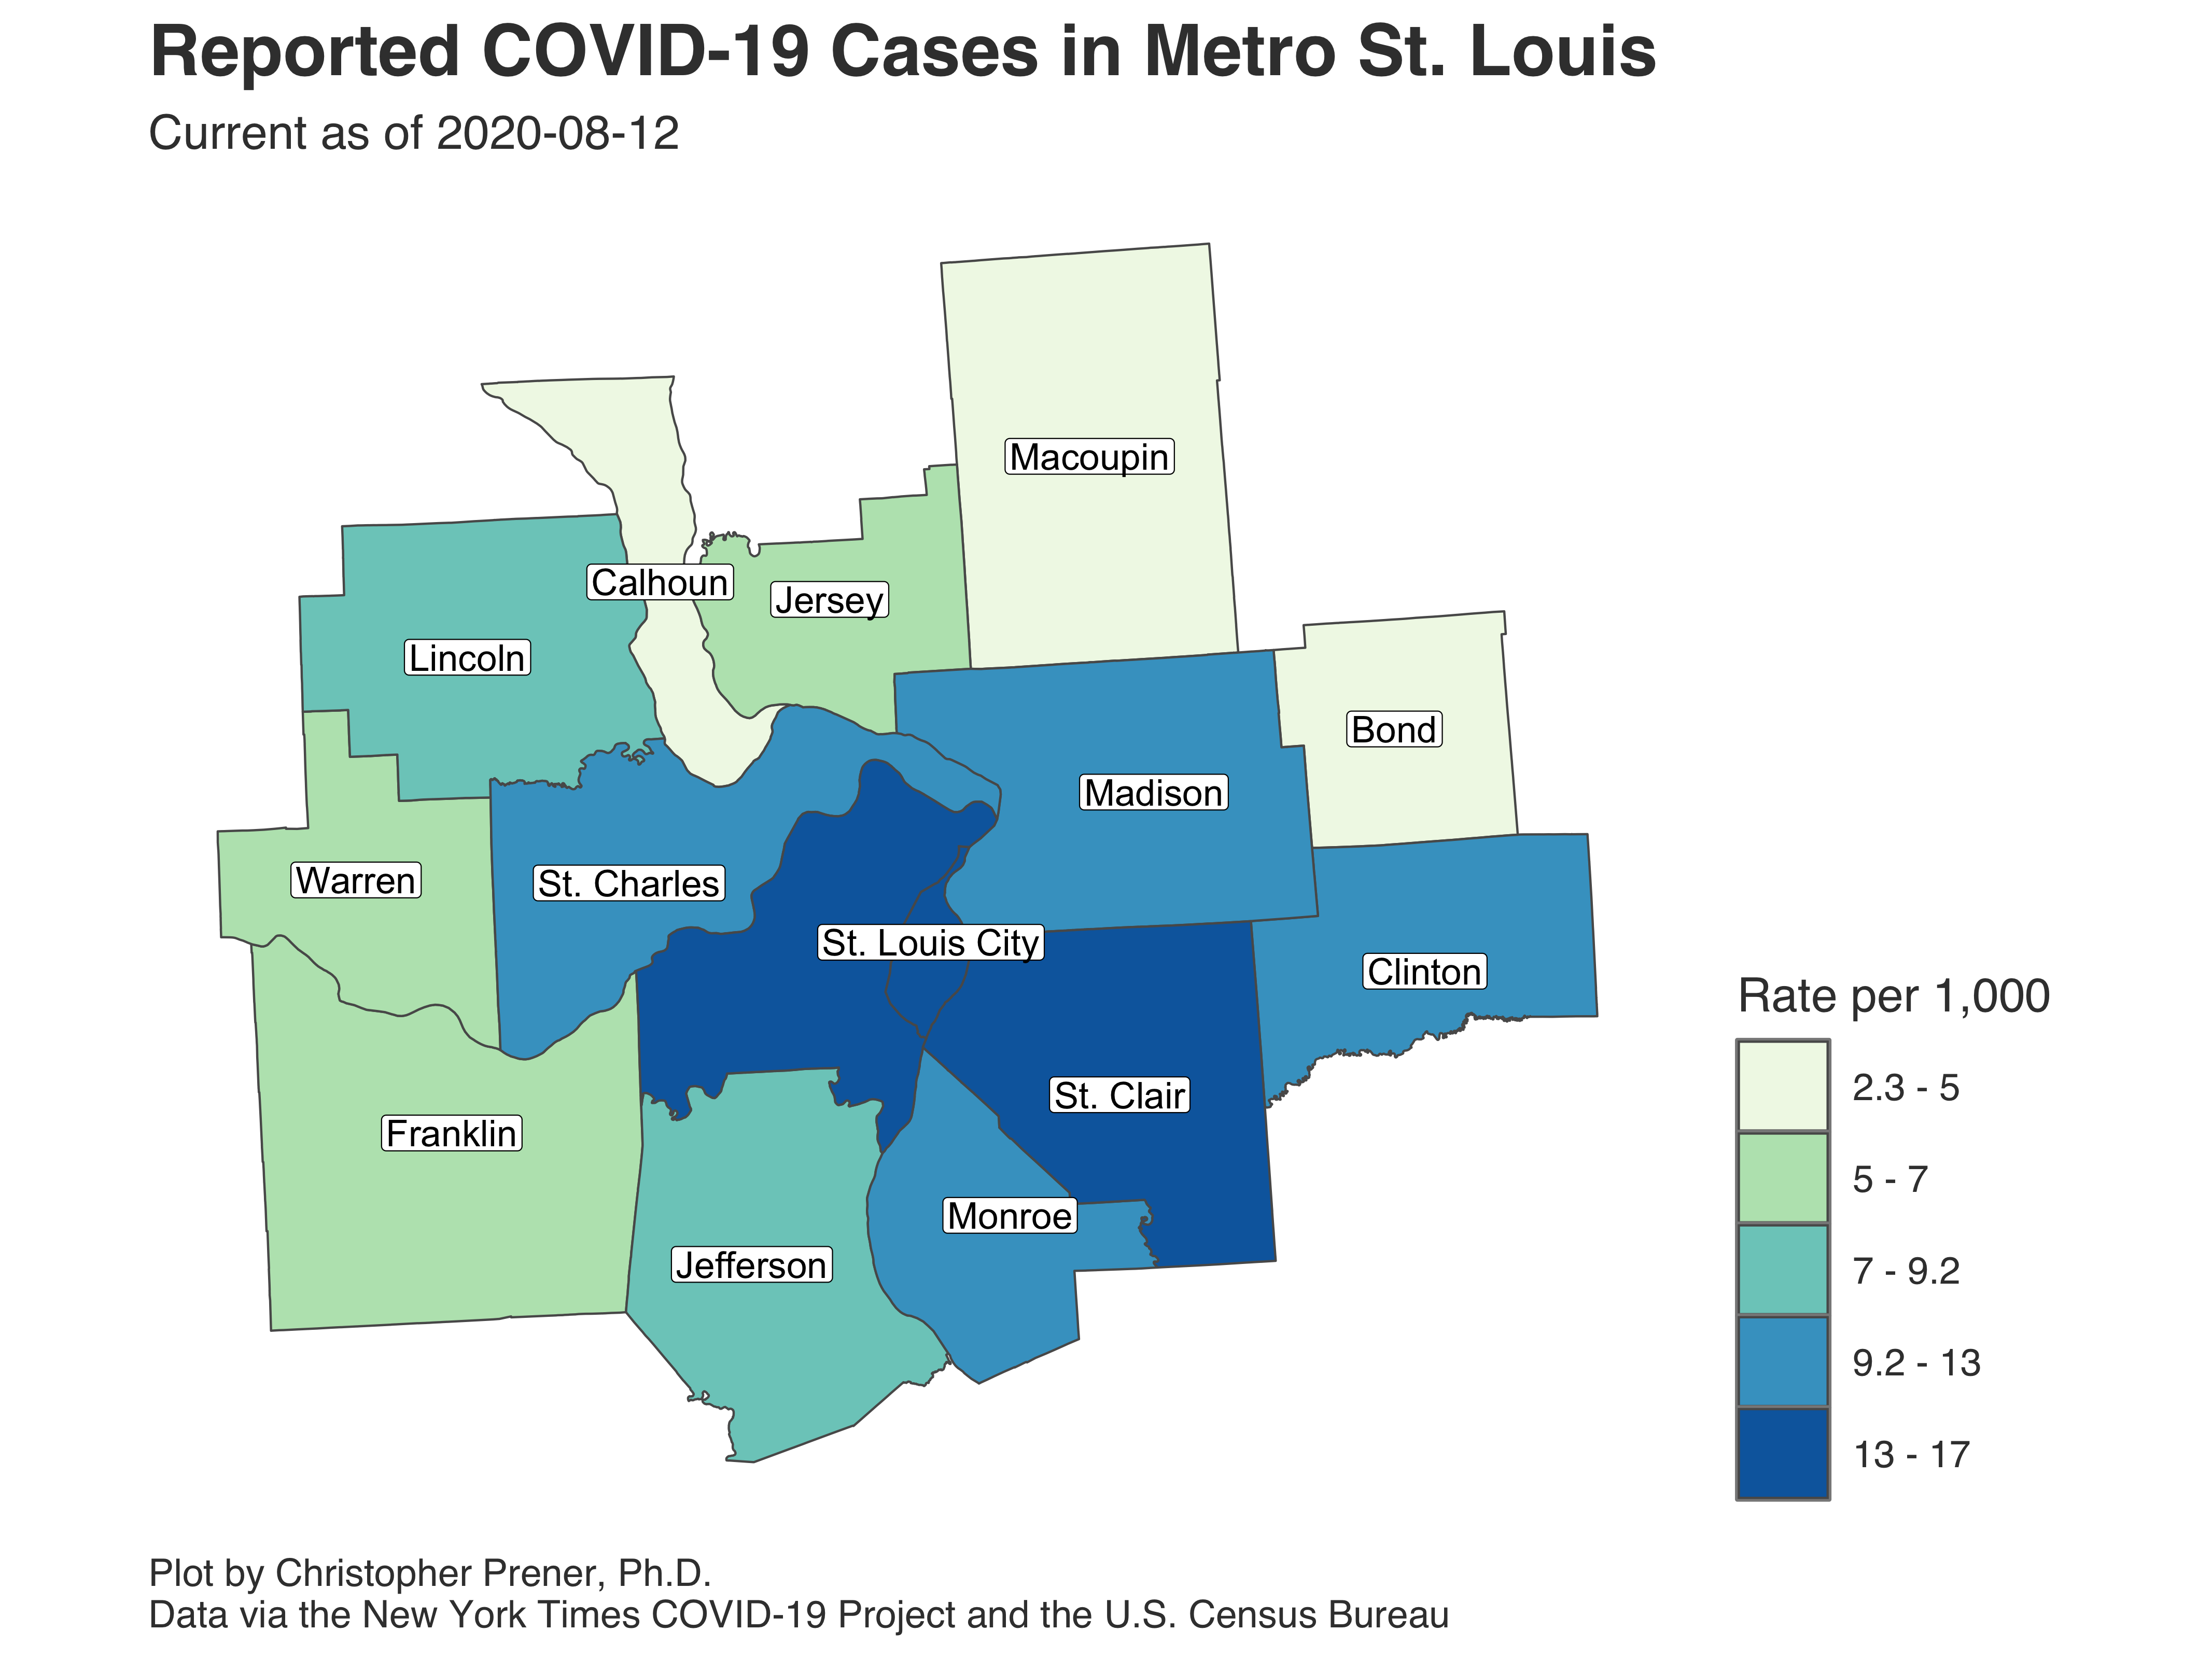 Reported COVID-19 Cases in Metro St. Louis
Current as of 2020-08-12
Macoupin
Calhoun
Jersey
Lincoln
Bond
Madison
Warren
St. Charles
St. Louis City
Clinton
St. Clair
Franklin
Monroe
Jefferson
Rate per 1,000
2.3 - 5
5 - 7
7 - 9.2
9.2 - 13
13 - 17
Plot by Christopher Prener, Ph.D.
Data via the New York Times COVID-19 Project and the U.S. Census Bureau